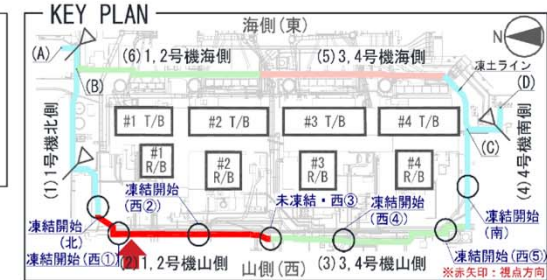 KEY PLAN
海側(東)
N
(A)
(6)1,2号機海側
(5)3,4号機海側
凍土ライン
(B)
(D)
(1)1号機北側
#1 T/B
#2 T/B
#3 T/B
#4 T/B
(C)
(4)4号機南側
#1
R/B
#2
R/B
#3
R/B
#4
R/B
凍結開始
(西②)
未凍結・西③
凍結開始
(西④)
凍結開始
(北)
凍結開始
(南)
凍結開始(西①)
(2)1,2号機山側
山側(西)
(3)3,4号機山側
凍結開始(西⑤)
※赤矢印：視点方向